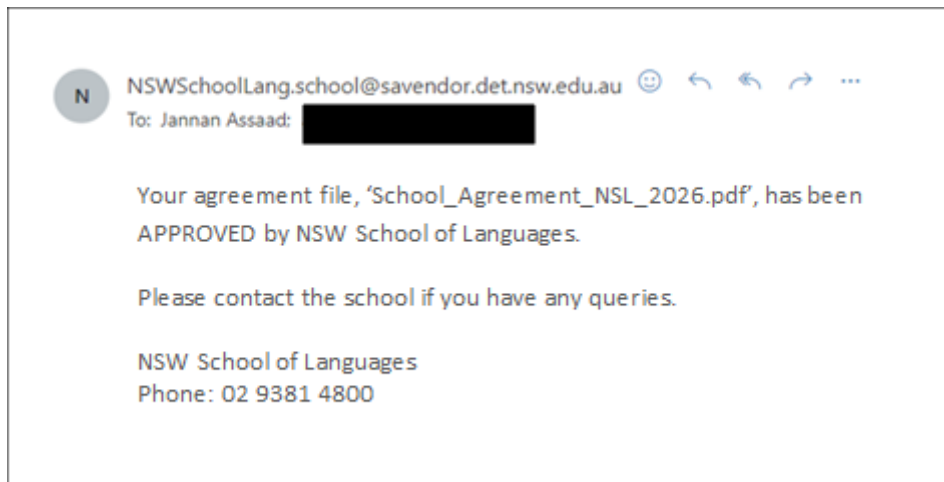 N
NSWSchoolLang.school@savendor.det.nsw.edu.au
To: Jannan Assaad;
Your agreement file, ‘School_Agreement_NSL_2026.pdf’, has been
APPROVED by NSW School of Languages.
Please contact the school if you have any queries.
NSW School of Languages
Phone: 02 9381 4800